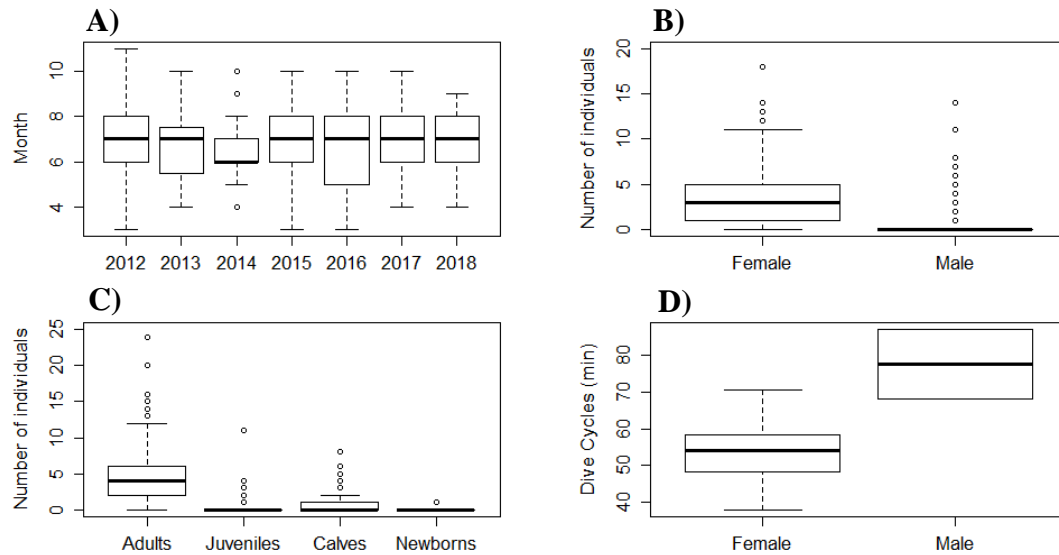 A)
Month
10
8
6
4
2012 2013 2014 2015 2016 2017 2018
B)
Number of individuals
20
15
10
5
0
Female Male
C)
Number of individuals
25
20
15
10
5
0
Adults Juveniles Calves Newborns
D)
Dive Cycles (min)
80
70
60
50
40
Female Male